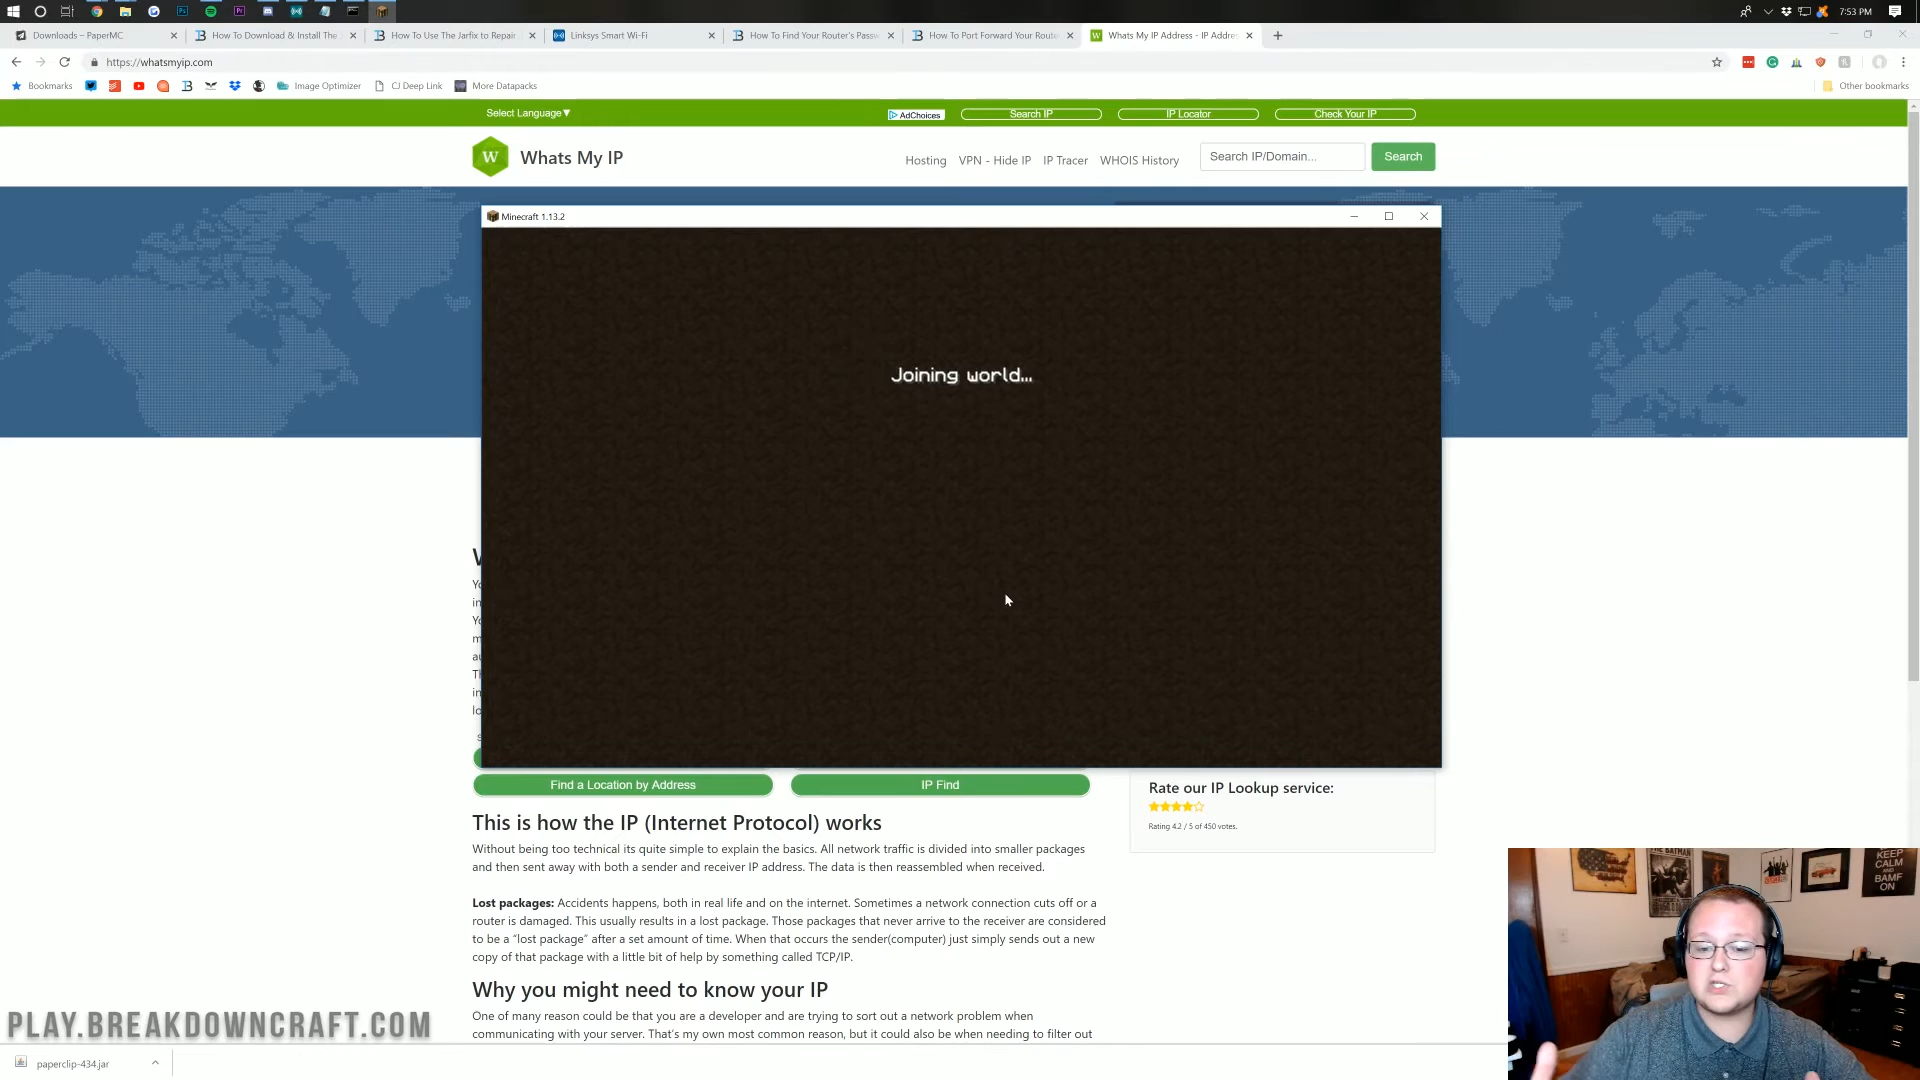 7:53 PM
Downloads – PaperMC
How To Download & Install The
How To Use The Jarfix to Repair
Linksys Smart Wi-Fi
How To Find Your Router's Passw
How To Port Forward Your Route
Whats My IP Address - IP Addre
https://whatsmyip.com
Bookmarks
Image Optimizer
CJ Deep Link
More Datapacks
Other bookmarks
Select Language▼
AdChoices
Search IP
IP Locator
Check Your IP
W
Whats My IP
Hosting
VPN - Hide IP
IP Tracer
WHOIS History
Search IP/Domain...
Search
Minecraft 1.13.2
Joining world...
Find a Location by Address
IP Find
Rate our IP Lookup service:
Rating 4.2 / 5 of 450 votes.
This is how the IP (Internet Protocol) works
Without being too technical its quite simple to explain the basics. All network traffic is divided into smaller packages
and then sent away with both a sender and receiver IP address. The data is then reassembled when received.
Lost packages: Accidents happens, both in real life and on the internet. Sometimes a network connection cuts off or a
router is damaged. This usually results in a lost package. Those packages that never arrive to the receiver are considered
to be a "lost package" after a set amount of time. When that occurs the sender(computer) just simply sends out a new
copy of that package with a little bit of help by something called TCP/IP.
Why you might need to know your IP
One of many reason could be that you are a developer and are trying to sort out a network problem when
communicating with your server. That's my own most common reason, but it could also be when needing to filter out
PLAY.BREAKDOWNCRAFT.COM
paperclip-434.jar
KEEP
CALM
AND
BAMF
ON